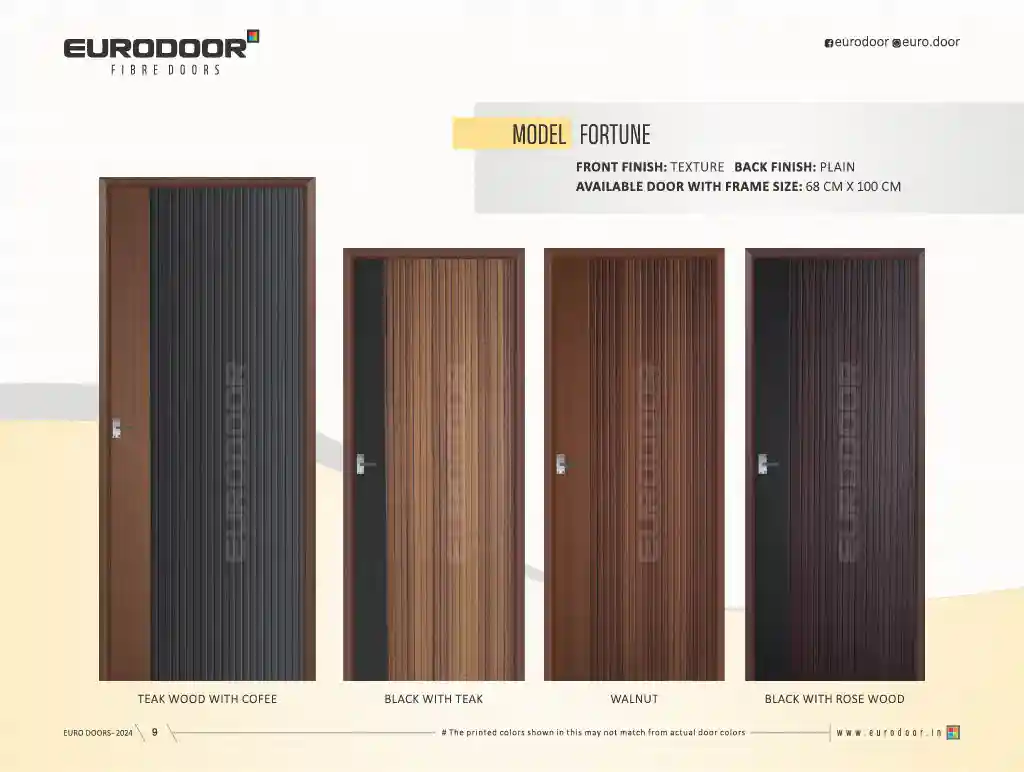 EURODOOR
FIBRE DOORS
eurodoor euro.door
MODEL FORTUNE
FRONT FINISH: TEXTURE BACK FINISH: PLAIN
AVAILABLE DOOR WITH FRAME SIZE: 68 CM X 100 CM
EURODOOR
EURODOOR
EURODOOR
EURODOOR
TEAK WOOD WITH COFEE
BLACK WITH TEAK
WALNUT
BLACK WITH ROSE WOOD
EURO DOORS- 2024
9
# The printed colors shown in this may not match from actual door colors
www.eurodoor.in